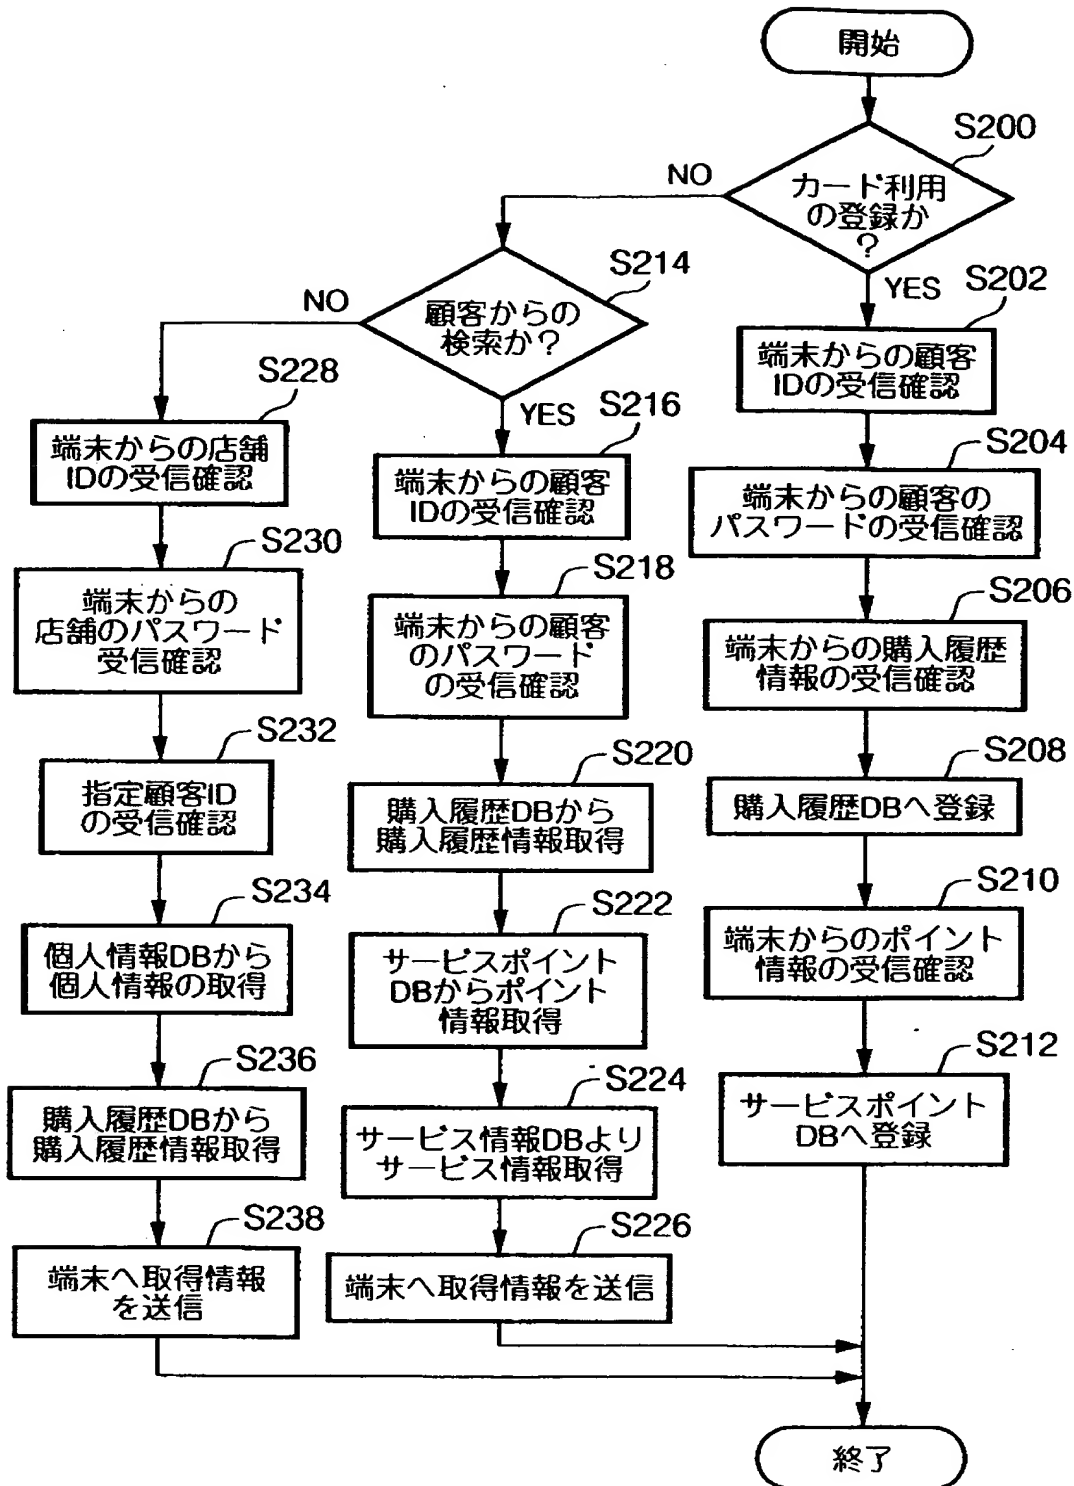 開始
S200
カード利用
の登録か
?
NO
YES
S214
顧客からの
検索か?
NO
YES
S202
端末からの顧客
IDの受信確認
S204
端末からの顧客の
パスワードの受信確認
S206
端末からの購入履歴
情報の受信確認
S208
購入履歴DBへ登録
S210
端末からのポイント
情報の受信確認
S212
サービスポイント
DBへ登録
S216
端末からの顧客
IDの受信確認
S218
端末からの顧客
のパスワード
の受信確認
S220
購入履歴DBから
購入履歴情報取得
S222
サービスポイント
DBからポイント
情報取得
S224
サービス情報DBより
サービス情報取得
S226
端末へ取得情報を送信
S228
端末からの店舗
IDの受信確認
S230
端末からの
店舗のパスワード
受信確認
S232
指定顧客ID
の受信確認
S234
個人情報DBから
個人情報の取得
S236
購入履歴DBから
購入履歴情報取得
S238
端末へ取得情報
を送信
終了